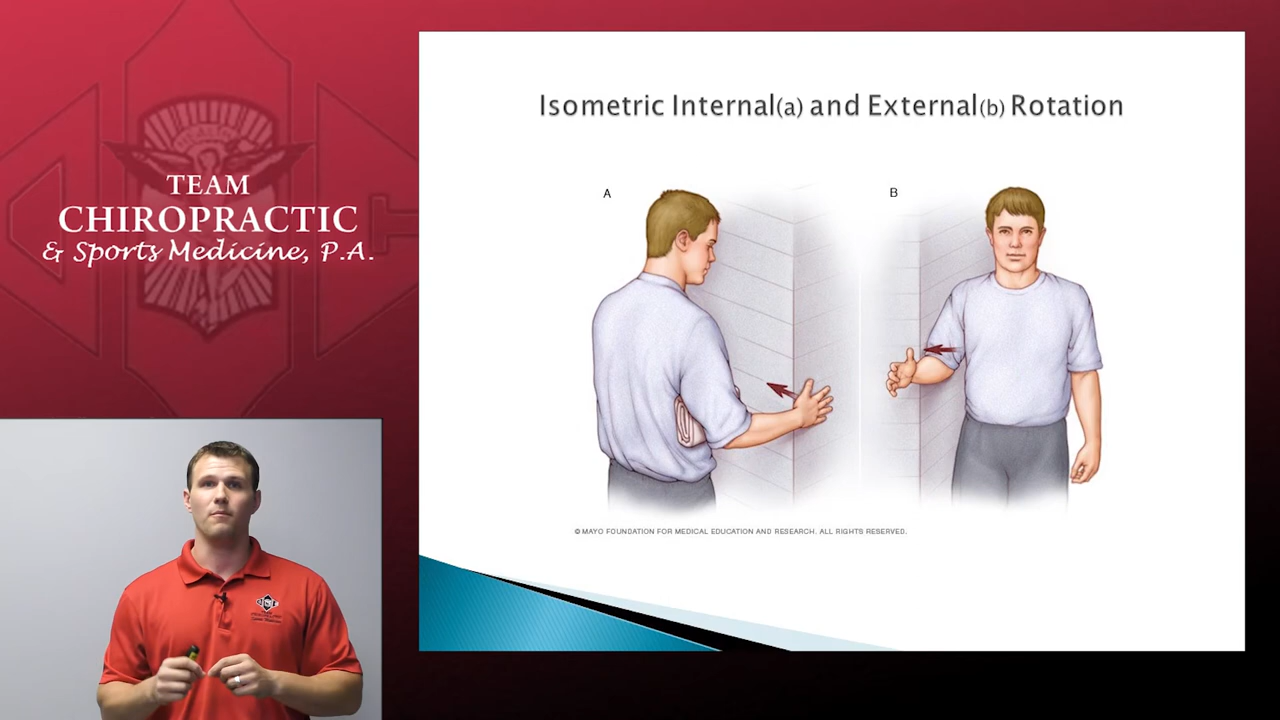 TEAM
CHIROPRACTIC
& Sports Medicine, P.A.
Isometric Internal(a) and External(b) Rotation
A
B
© MAYO FOUNDATION FOR MEDICAL EDUCATION AND RESEARCH. ALL RIGHTS RESERVED.